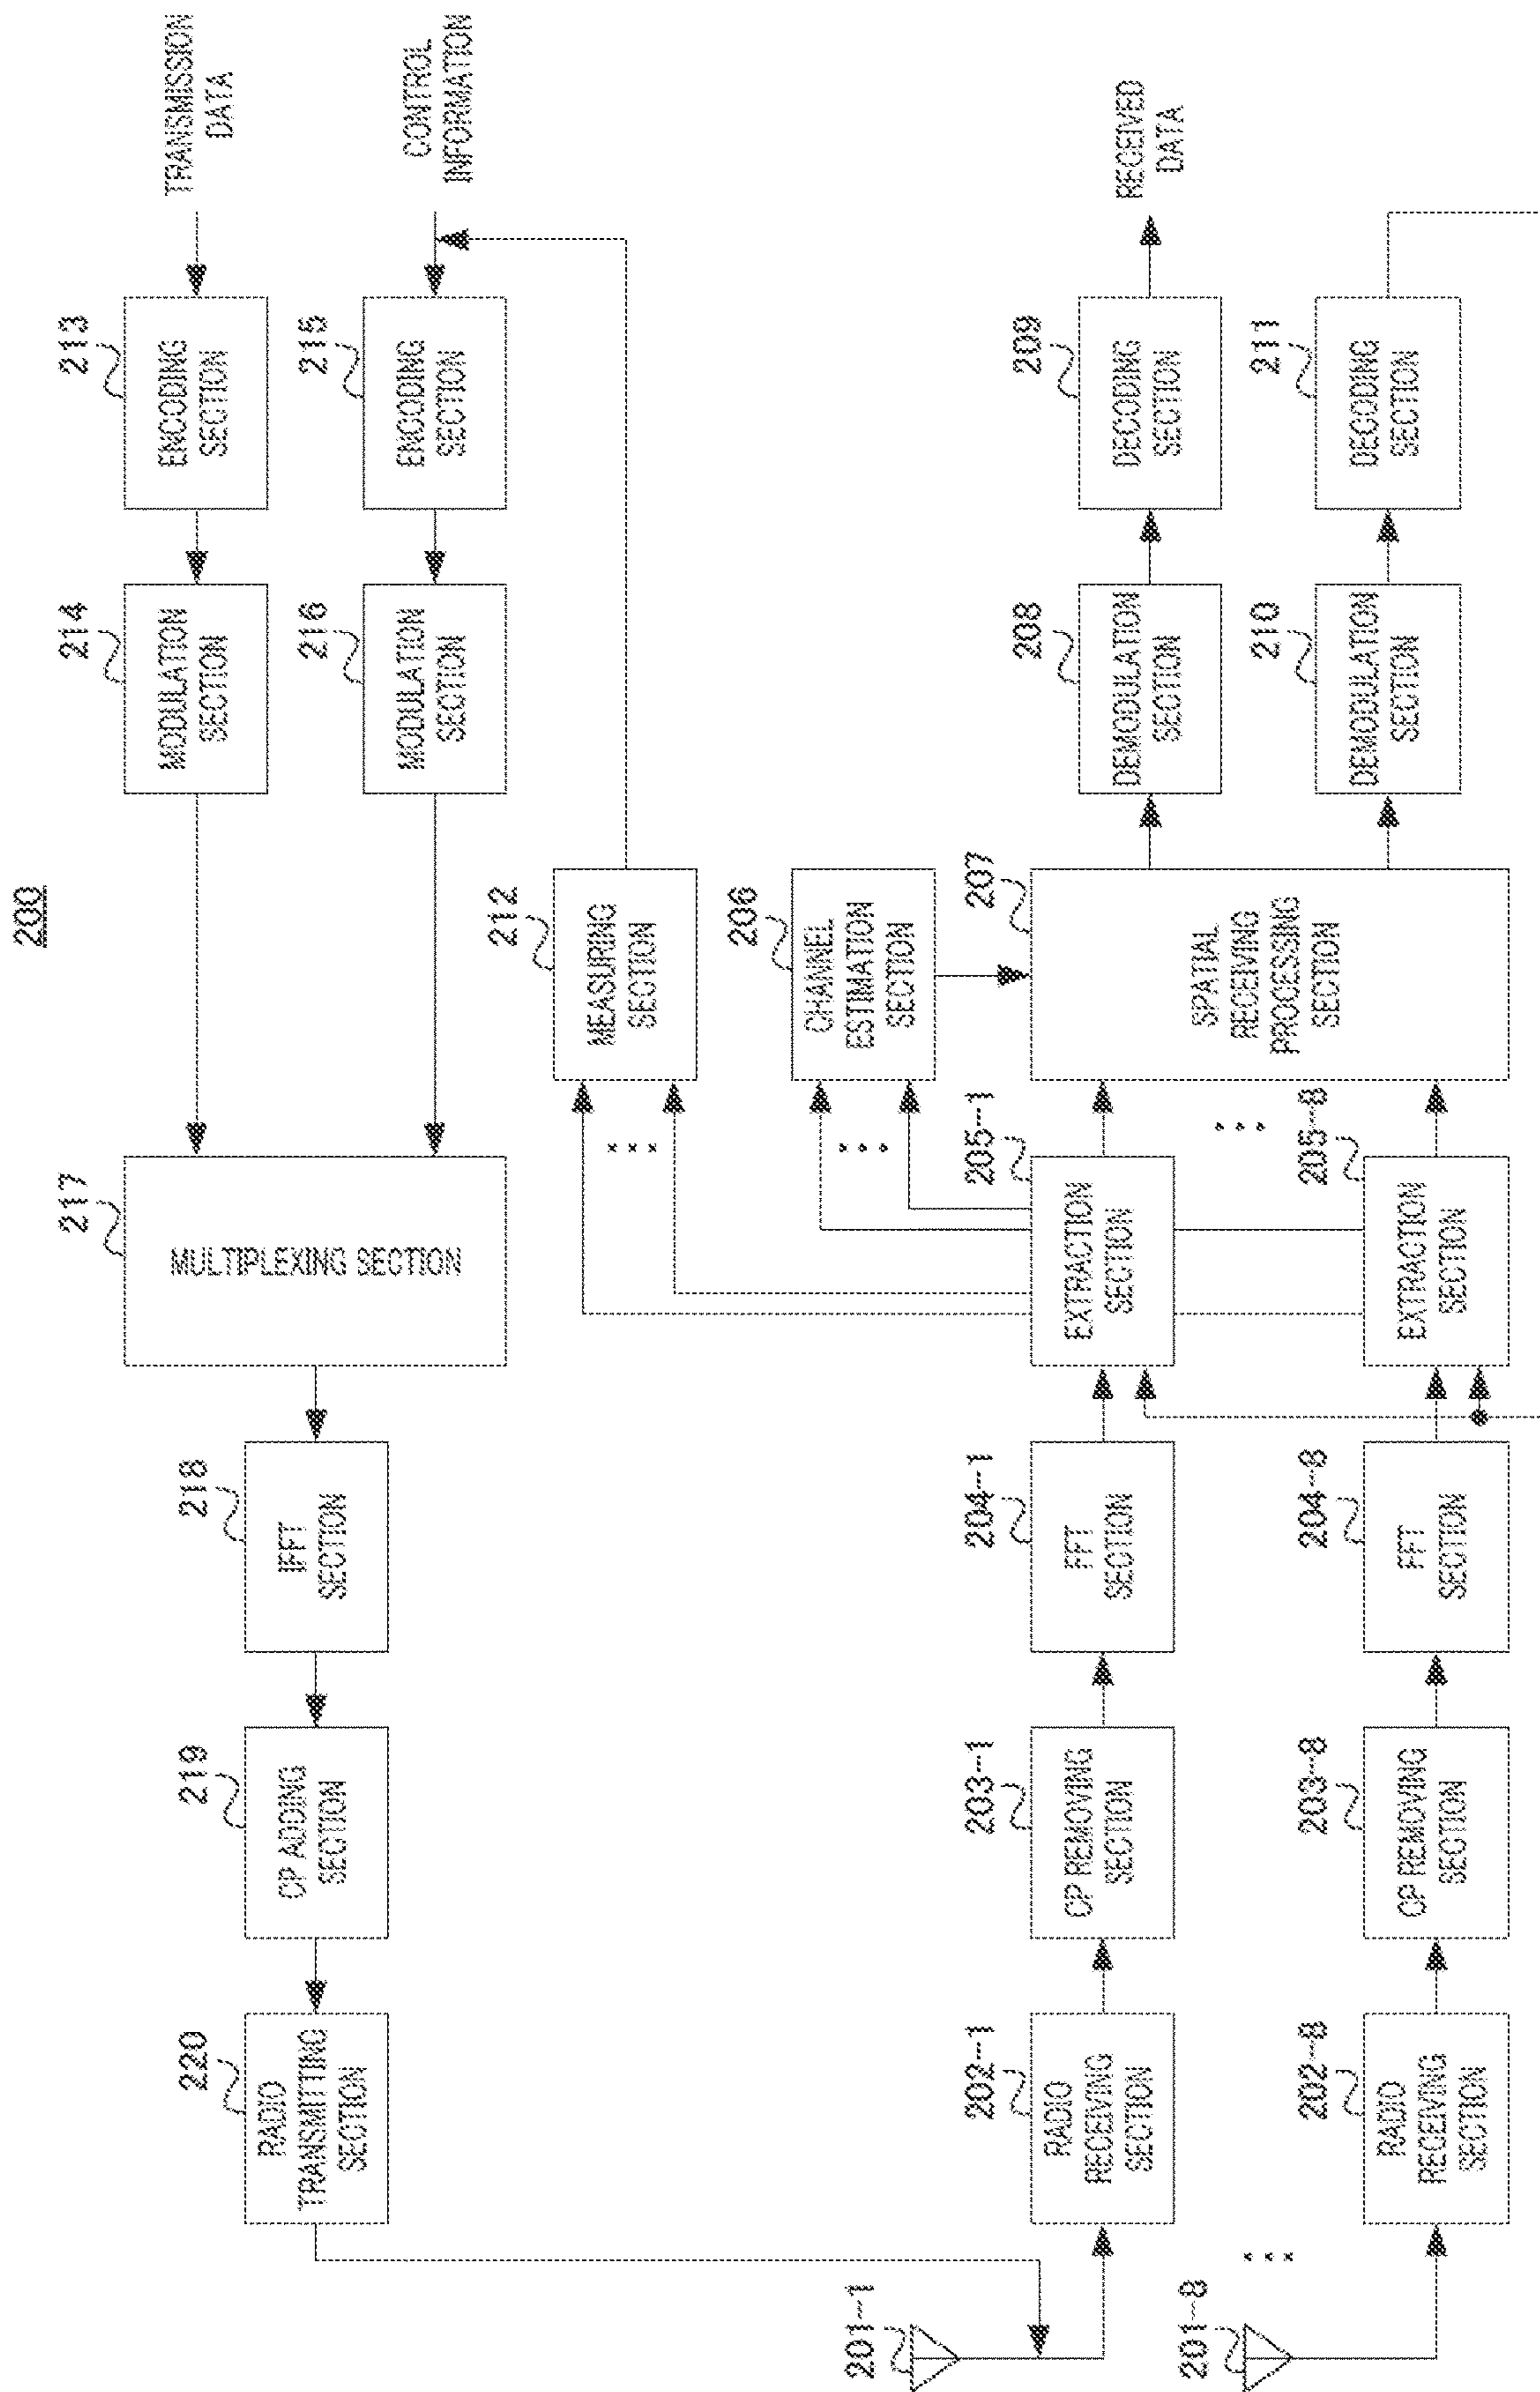 200
TRANSMISSION
DATA
CONTROL
INFORMATION
213
ENCODING
SECTION
215
ENCODING
SECTION
214
MODULATION
SECTION
216
MODULATION
SECTION
217
MULTIPLEXING SECTION
218
IFFT
SECTION
219
CP ADDING
SECTION
220
RADIO
TRANSMITTING
SECTION
212
MEASURING
SECTION
206
CHANNEL
ESTIMATION
SECTION
207
SPATIAL
RECEIVING
PROCESSING
SECTION
201-1
202-1
RADIO
RECEIVING
SECTION
203-1
CP REMOVING
SECTION
204-1
FFT
SECTION
205-1
EXTRACTION
SECTION
208
DEMODULATION
SECTION
209
DECODING
SECTION
RECEIVED
DATA
201-8
202-8
RADIO
RECEIVING
SECTION
203-8
CP REMOVING
SECTION
204-8
FFT
SECTION
205-8
EXTRACTION
SECTION
210
DEMODULATION
SECTION
211
DECODING
SECTION